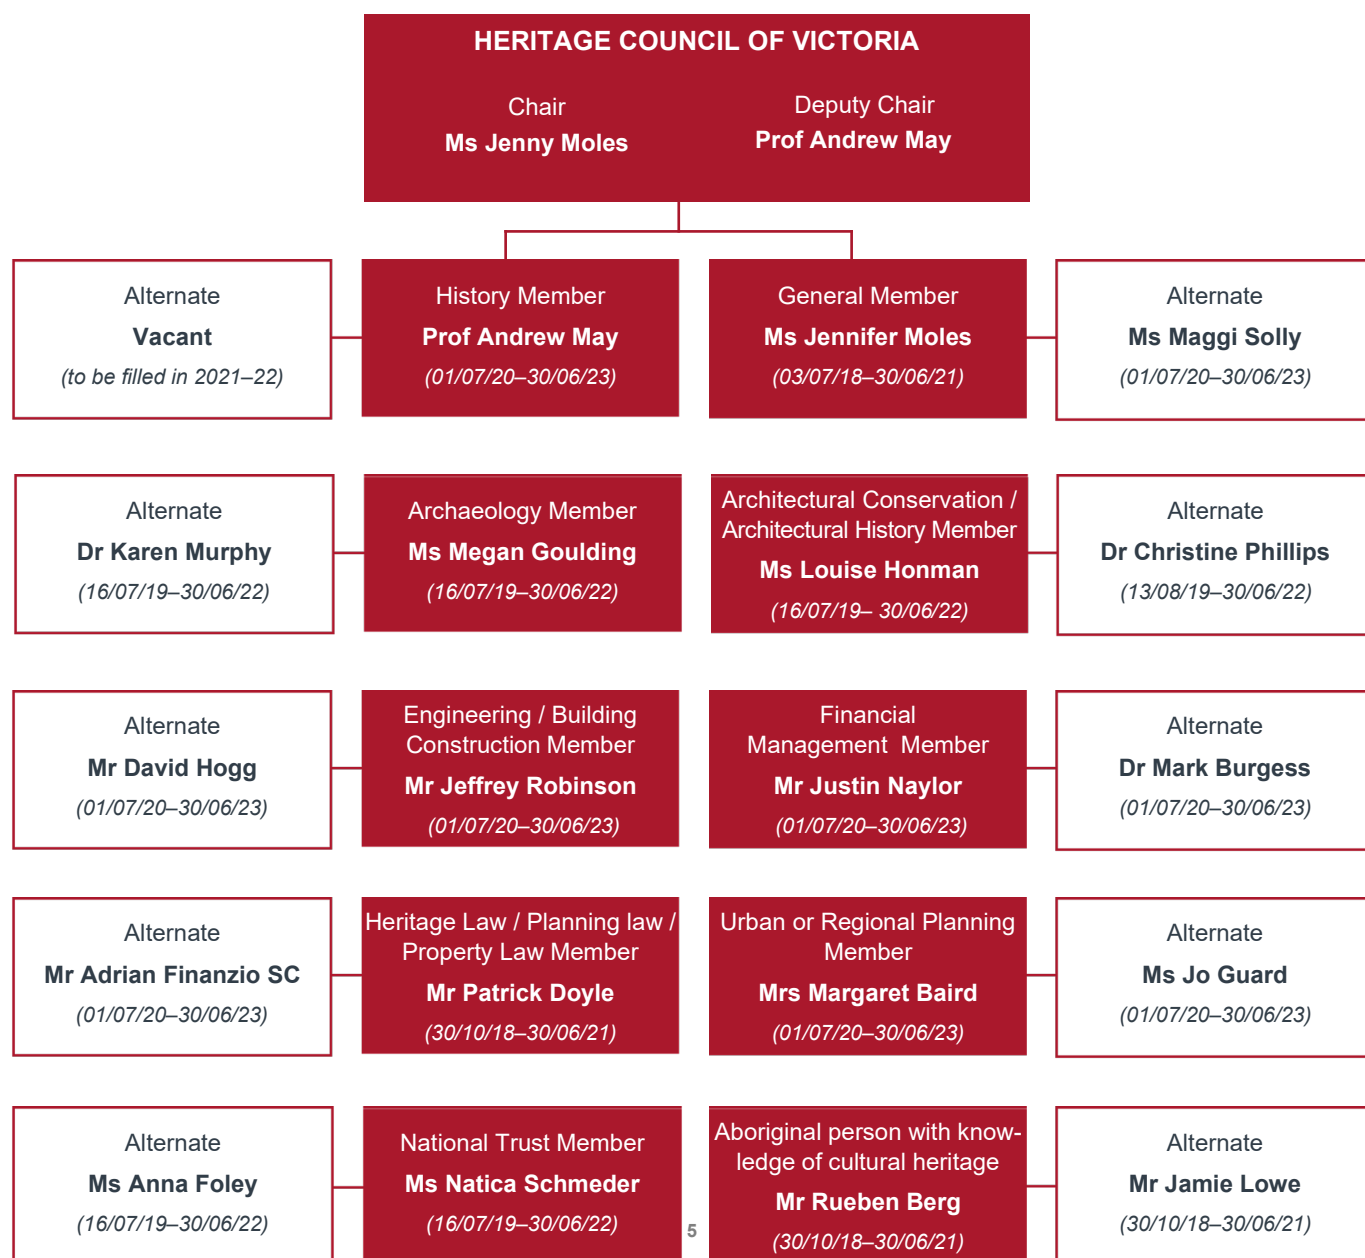 HERITAGE COUNCIL OF VICTORIA
Chair
Ms Jenny Moles
Deputy Chair
Prof Andrew May
Alternate
Vacant
(to be filled in 2021–22)
History Member
Prof Andrew May
(01/07/20–30/06/23)
General Member
Ms Jennifer Moles
(03/07/18–30/06/21)
Alternate
Ms Maggi Solly
(01/07/20–30/06/23)
Alternate
Dr Karen Murphy
(16/07/19–30/06/22)
Archaeology Member
Ms Megan Goulding
(16/07/19–30/06/22)
Architectural Conservation /
Architectural History Member
Ms Louise Honman
(16/07/19– 30/06/22)
Alternate
Dr Christine Phillips
(13/08/19–30/06/22)
Alternate
Mr David Hogg
(01/07/20–30/06/23)
Engineering / Building
Construction Member
Mr Jeffrey Robinson
(01/07/20–30/06/23)
Financial
Management  Member
Mr Justin Naylor
(01/07/20–30/06/23)
Alternate
Dr Mark Burgess
(01/07/20–30/06/23)
Alternate
Mr Adrian Finanzio SC
(01/07/20–30/06/23)
Heritage Law / Planning law /
Property Law Member
Mr Patrick Doyle
(30/10/18–30/06/21)
Urban or Regional Planning
Member
Mrs Margaret Baird
(01/07/20–30/06/23)
Alternate
Ms Jo Guard
(01/07/20–30/06/23)
Alternate
Ms Anna Foley
(16/07/19–30/06/22)
National Trust Member
Ms Natica Schmeder
(16/07/19–30/06/22)
Aboriginal person with know-
ledge of cultural heritage
Mr Rueben Berg
(30/10/18–30/06/21)
Alternate
Mr Jamie Lowe
(30/10/18–30/06/21)
5